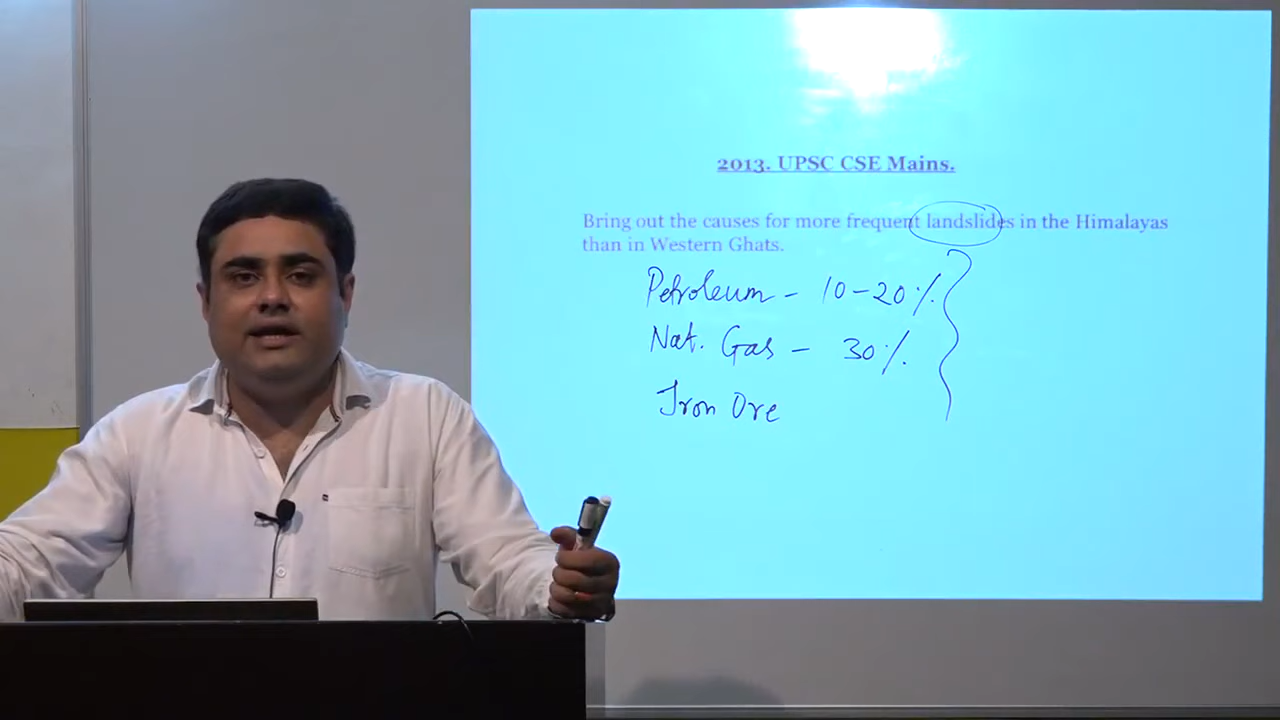 2013. UPSC CSE Mains.
Bring out the causes for more frequent landslides in the Himalayas
than in Western Ghats.
Petroleum - 10-20%
Nat. Gas - 30%
Iron Ore